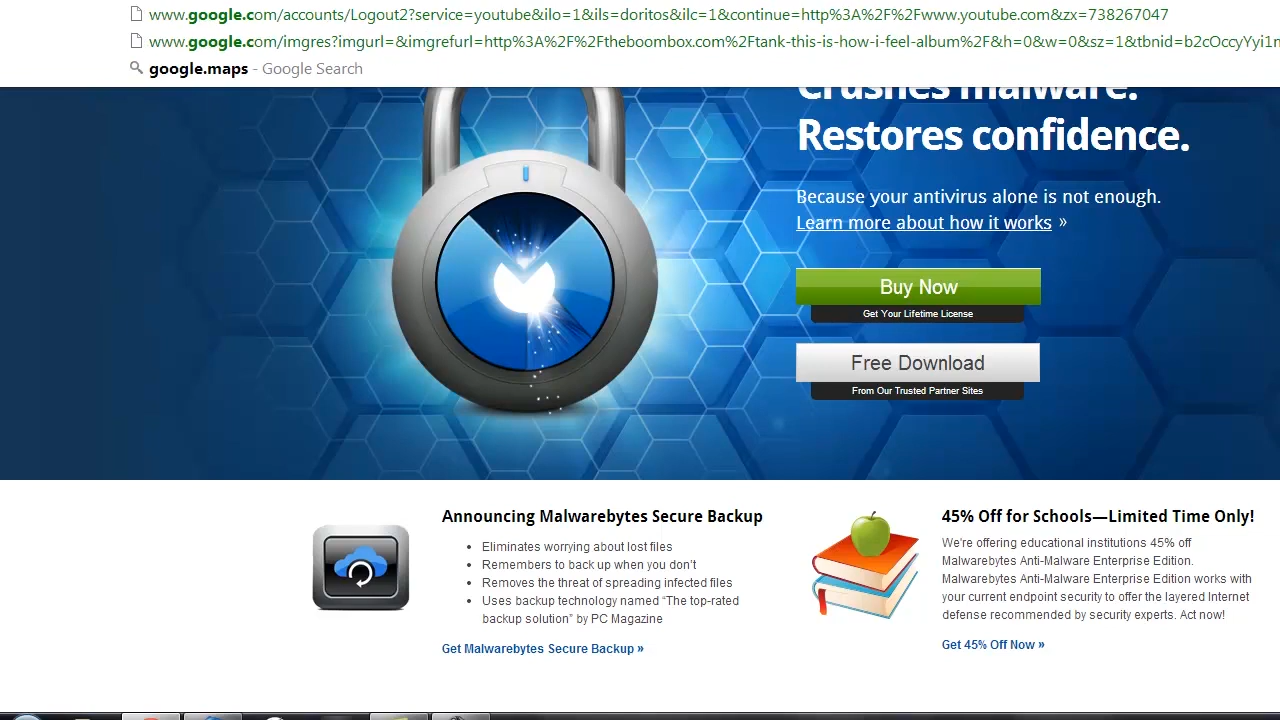 www.google.com/accounts/Logout2?service=youtube&ilo=1&ils=doritos&ilc=1&continue=http%3A%2F%2Fwww.youtube.com&zx=738267047
www.google.com/imgres?imgurl=&imgrefurl=http%3A%2F%2Ftheboombox.com%2Ftank-this-is-how-i-feel-album%2F&h=0&w=0&sz=1&tbnid=b2cOccyYyi1m
google.maps - Google Search
Crushes malware.
Restores confidence.
Because your antivirus alone is not enough.
Learn more about how it works »
Buy Now
Get Your Lifetime License
Free Download
From Our Trusted Partner Sites
Announcing Malwarebytes Secure Backup
• Eliminates worrying about lost files
• Remembers to back up when you don't
• Removes the threat of spreading infected files
• Uses backup technology named “The top-rated
backup solution” by PC Magazine
Get Malwarebytes Secure Backup »
45% Off for Schools—Limited Time Only!
We're offering educational institutions 45% off
Malwarebytes Anti-Malware Enterprise Edition.
Malwarebytes Anti-Malware Enterprise Edition works with
your current endpoint security to offer the layered Internet
defense recommended by security experts. Act now!
Get 45% Off Now »